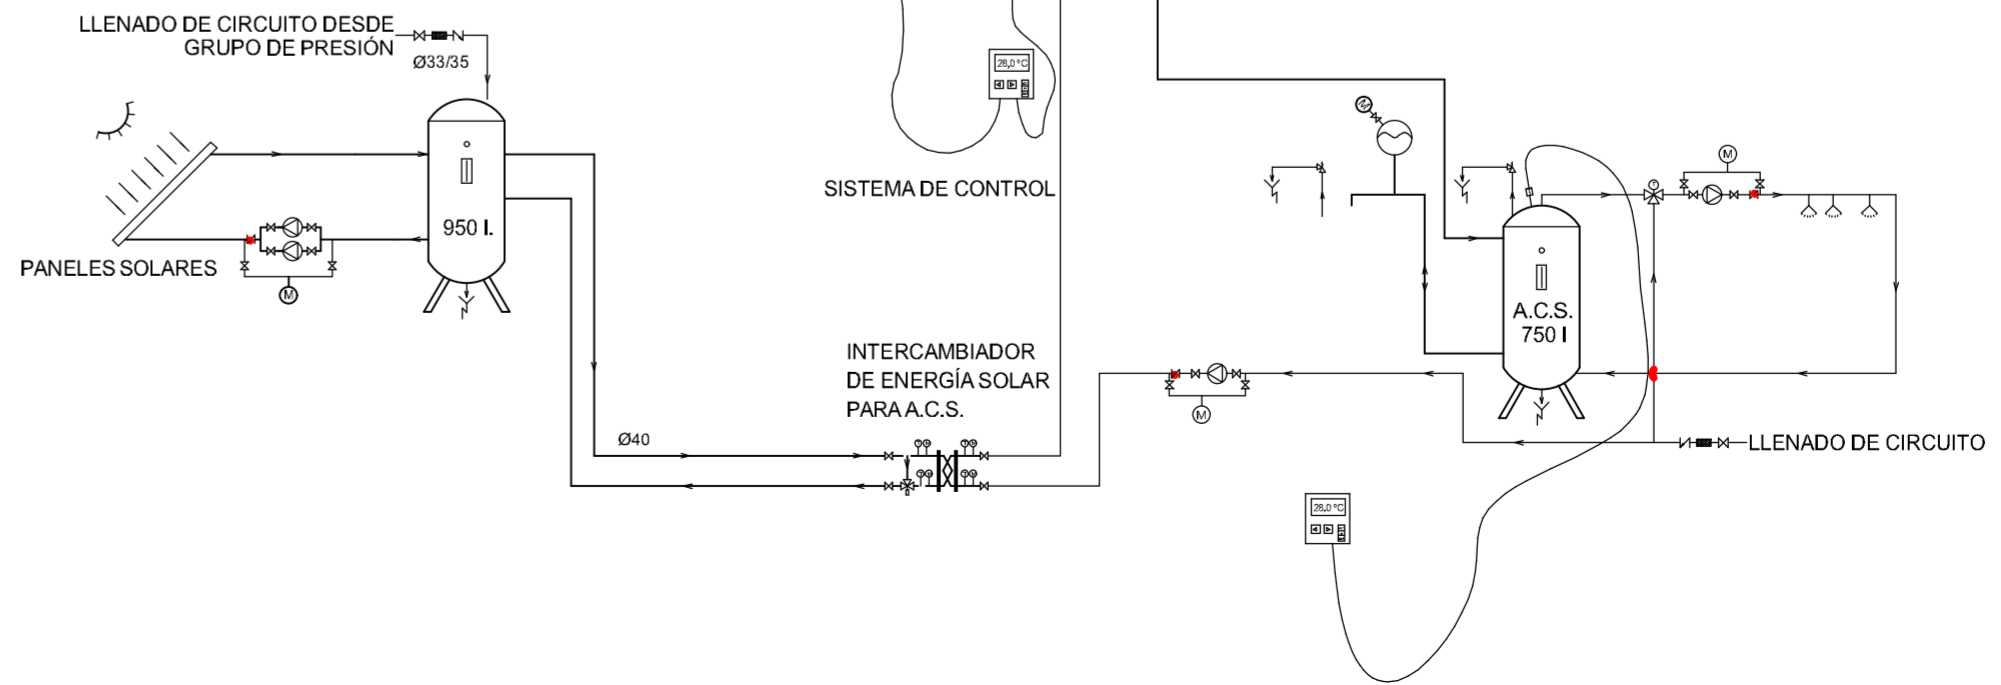 LLENADO DE CIRCUITO DESDE
GRUPO DE PRESIÓN
Ø33/35
28,0 °C
SISTEMA DE CONTROL
M
950 l.
PANELES SOLARES
M
A.C.S.
750 l
INTERCAMBIADOR
DE ENERGÍA SOLAR
PARA A.C.S.
M
Ø40
LLENADO DE CIRCUITO
28,0 °C